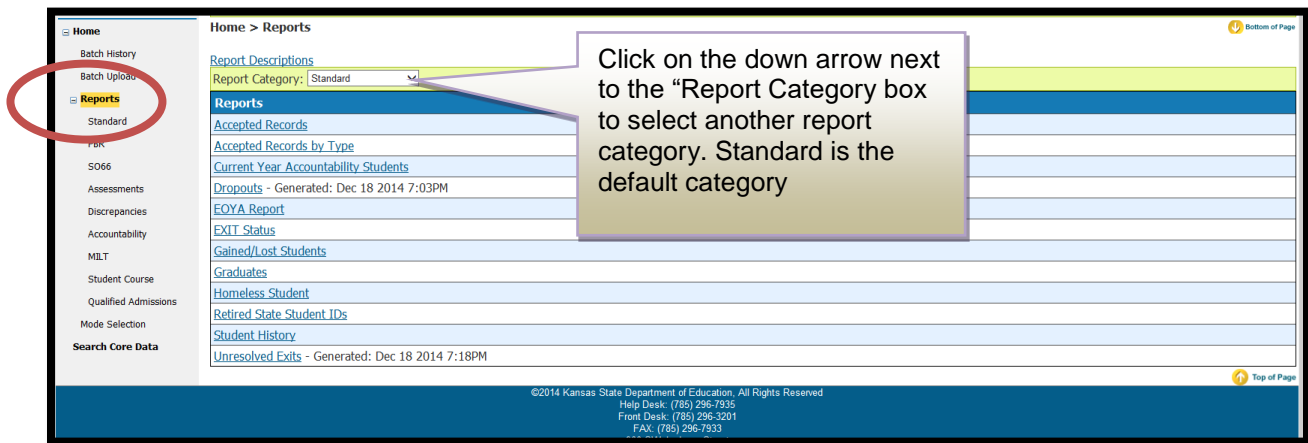 Home
Batch History
Batch Upload
Reports
Standard
PBR
SO66
Assessments
Discrepancies
Accountability
MILT
Student Course
Qualified Admissions
Mode Selection
Search Core Data
Home > Reports
Bottom of Page
Report Descriptions
Report Category: Standard
Reports
Accepted Records
Accepted Records by Type
Current Year Accountability Students
Dropouts - Generated: Dec 18 2014 7:03PM
EOYA Report
EXIT Status
Gained/Lost Students
Graduates
Homeless Student
Retired State Student IDs
Student History
Unresolved Exits - Generated: Dec 18 2014 7:18PM
Click on the down arrow next
to the “Report Category box
to select another report
category. Standard is the
default category
Top of Page
©2014 Kansas State Department of Education, All Rights Reserved
Help Desk: (785) 296-7935
Front Desk: (785) 296-3201
FAX: (785) 296-7933